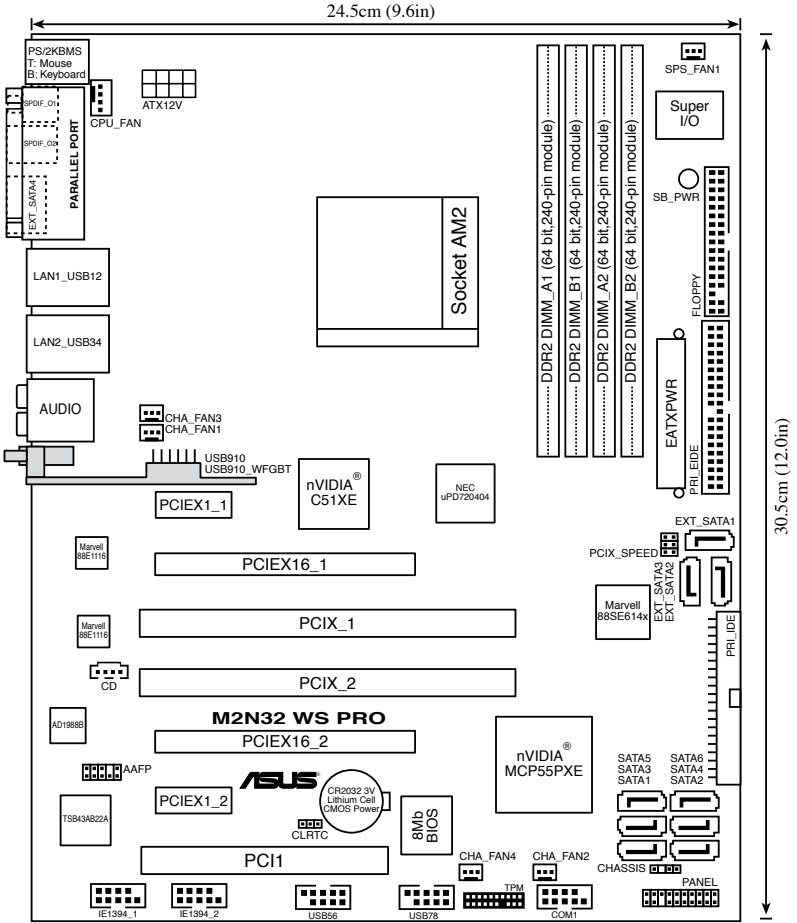 24.5cm (9.6in)
PS/2KBMS
T: Mouse
B: Keyboard
SPDIF_O1
SPDIF_O2
EXT_SATA4
PARALLEL PORT
CPU_FAN
ATX12V
SPS_FAN1
Super
I/O
SB_PWR
FLOPPY
Socket AM2
DDR2 DIMM_A1 (64 bit,240-pin module)
DDR2 DIMM_B1 (64 bit,240-pin module)
DDR2 DIMM_A2 (64 bit,240-pin module)
DDR2 DIMM_B2 (64 bit,240-pin module)
LAN1_USB12
LAN2_USB34
AUDIO
CHA_FAN3
CHA_FAN1
EATXPWR
PRI_EIDE
30.5cm (12.0in)
USB910
USB910_WFGBT
nVIDIA®
C51XE
NEC
uPD720404
PCIEX1_1
EXT_SATA1
PCIX_SPEED
EXT_SATA3
EXT_SATA2
Marvell
88E1116
PCIEX16_1
Marvell
88SE614x
PRI_IDE
Marvell
88E1116
PCIX_1
CD
PCIX_2
AD1988B
M2N32 WS PRO
PCIEX16_2
nVIDIA®
MCP55PXE
SATA5
SATA3
SATA1
SATA6
SATA4
SATA2
AAFP
ASUS
CR2032 3V
Lithium Cell
CMOS Power
PCIEX1_2
TSB43AB22A
CLRTC
8Mb
BIOS
PCI1
CHA_FAN4
CHA_FAN2
CHASSIS
PANEL
IE1394_1
IE1394_2
USB56
USB78
TPM
COM1